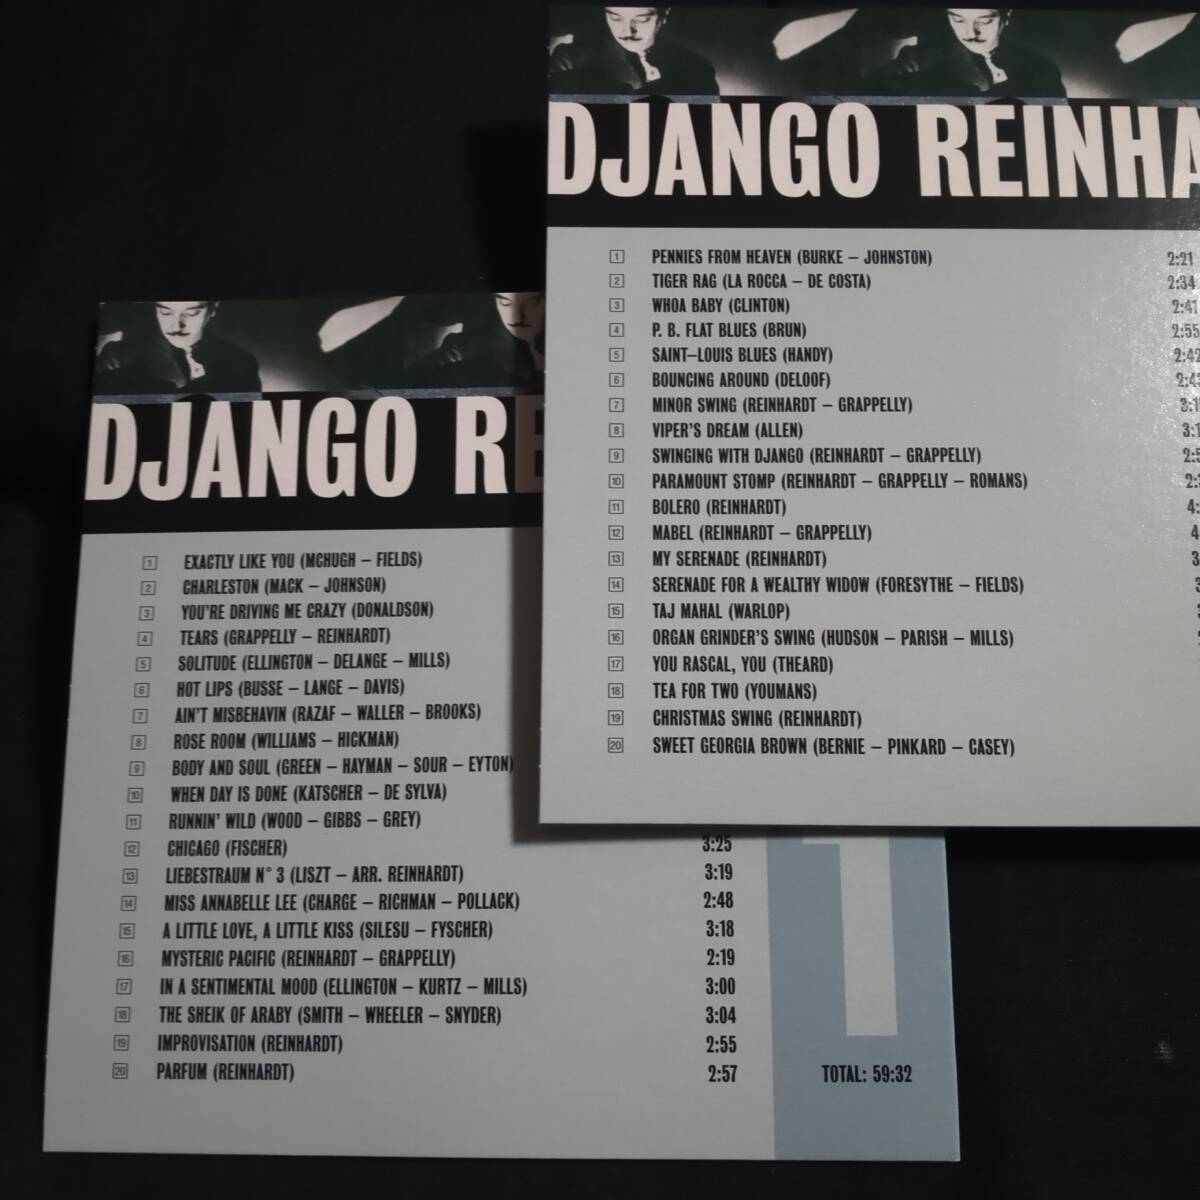 DJANGO REINHA
1 PENNIES FROM HEAVEN (BURKE – JOHNSTON) 2:21
2 TIGER RAG (LA ROCCA – DE COSTA) 2:34
3 WHOA BABY (CLINTON) 2:41
4 P. B. FLAT BLUES (BRUN) 2:55
5 SAINT–LOUIS BLUES (HANDY) 2:42
6 BOUNCING AROUND (DELOOF)
7 MINOR SWING (REINHARDT – GRAPPELLY)
8 VIPER'S DREAM (ALLEN)
9 SWINGING WITH DJANGO (REINHARDT – GRAPPELLY)
10 PARAMOUNT STOMP (REINHARDT – GRAPPELLY – ROMANS)
11 BOLERO (REINHARDT)
12 MABEL (REINHARDT – GRAPPELLY)
13 MY SERENADE (REINHARDT)
14 SERENADE FOR A WEALTHY WIDOW (FORESYTHE – FIELDS)
15 TAJ MAHAL (WARLOP)
16 ORGAN GRINDER'S SWING (HUDSON – PARISH – MILLS)
17 YOU RASCAL, YOU (THEARD)
18 TEA FOR TWO (YOUMANS)
19 CHRISTMAS SWING (REINHARDT)
20 SWEET GEORGIA BROWN (BERNIE – PINKARD – CASEY)
DJANGO RE
1 EXACTLY LIKE YOU (MCHUGH – FIELDS)
2 CHARLESTON (MACK – JOHNSON)
3 YOU'RE DRIVING ME CRAZY (DONALDSON)
4 TEARS (GRAPPELLY – REINHARDT)
5 SOLITUDE (ELLINGTON – DELANGE – MILLS)
6 HOT LIPS (BUSSE – LANGE – DAVIS)
7 AIN'T MISBEHAVIN (RAZAF – WALLER – BROOKS)
8 ROSE ROOM (WILLIAMS – HICKMAN)
9 BODY AND SOUL (GREEN – HAYMAN – SOUR – EYTON)
10 WHEN DAY IS DONE (KATSCHER – DE SYLVA)
11 RUNNIN' WILD (WOOD – GIBBS – GREY)
12 CHICAGO (FISCHER) 3:25
13 LIEBESTRAUM N° 3 (LISZT – ARR. REINHARDT) 3:19
14 MISS ANNABELLE LEE (CHARGE – RICHMAN – POLLACK) 2:48
15 A LITTLE LOVE, A LITTLE KISS (SILESU – FYSCHER) 3:18
16 MYSTERIC PACIFIC (REINHARDT – GRAPPELLY) 2:19
17 IN A SENTIMENTAL MOOD (ELLINGTON – KURTZ – MILLS) 3:00
18 THE SHEIK OF ARABY (SMITH – WHEELER – SNYDER) 3:04
19 IMPROVISATION (REINHARDT) 2:55
20 PARFUM (REINHARDT) 2:57
1
TOTAL: 59:32